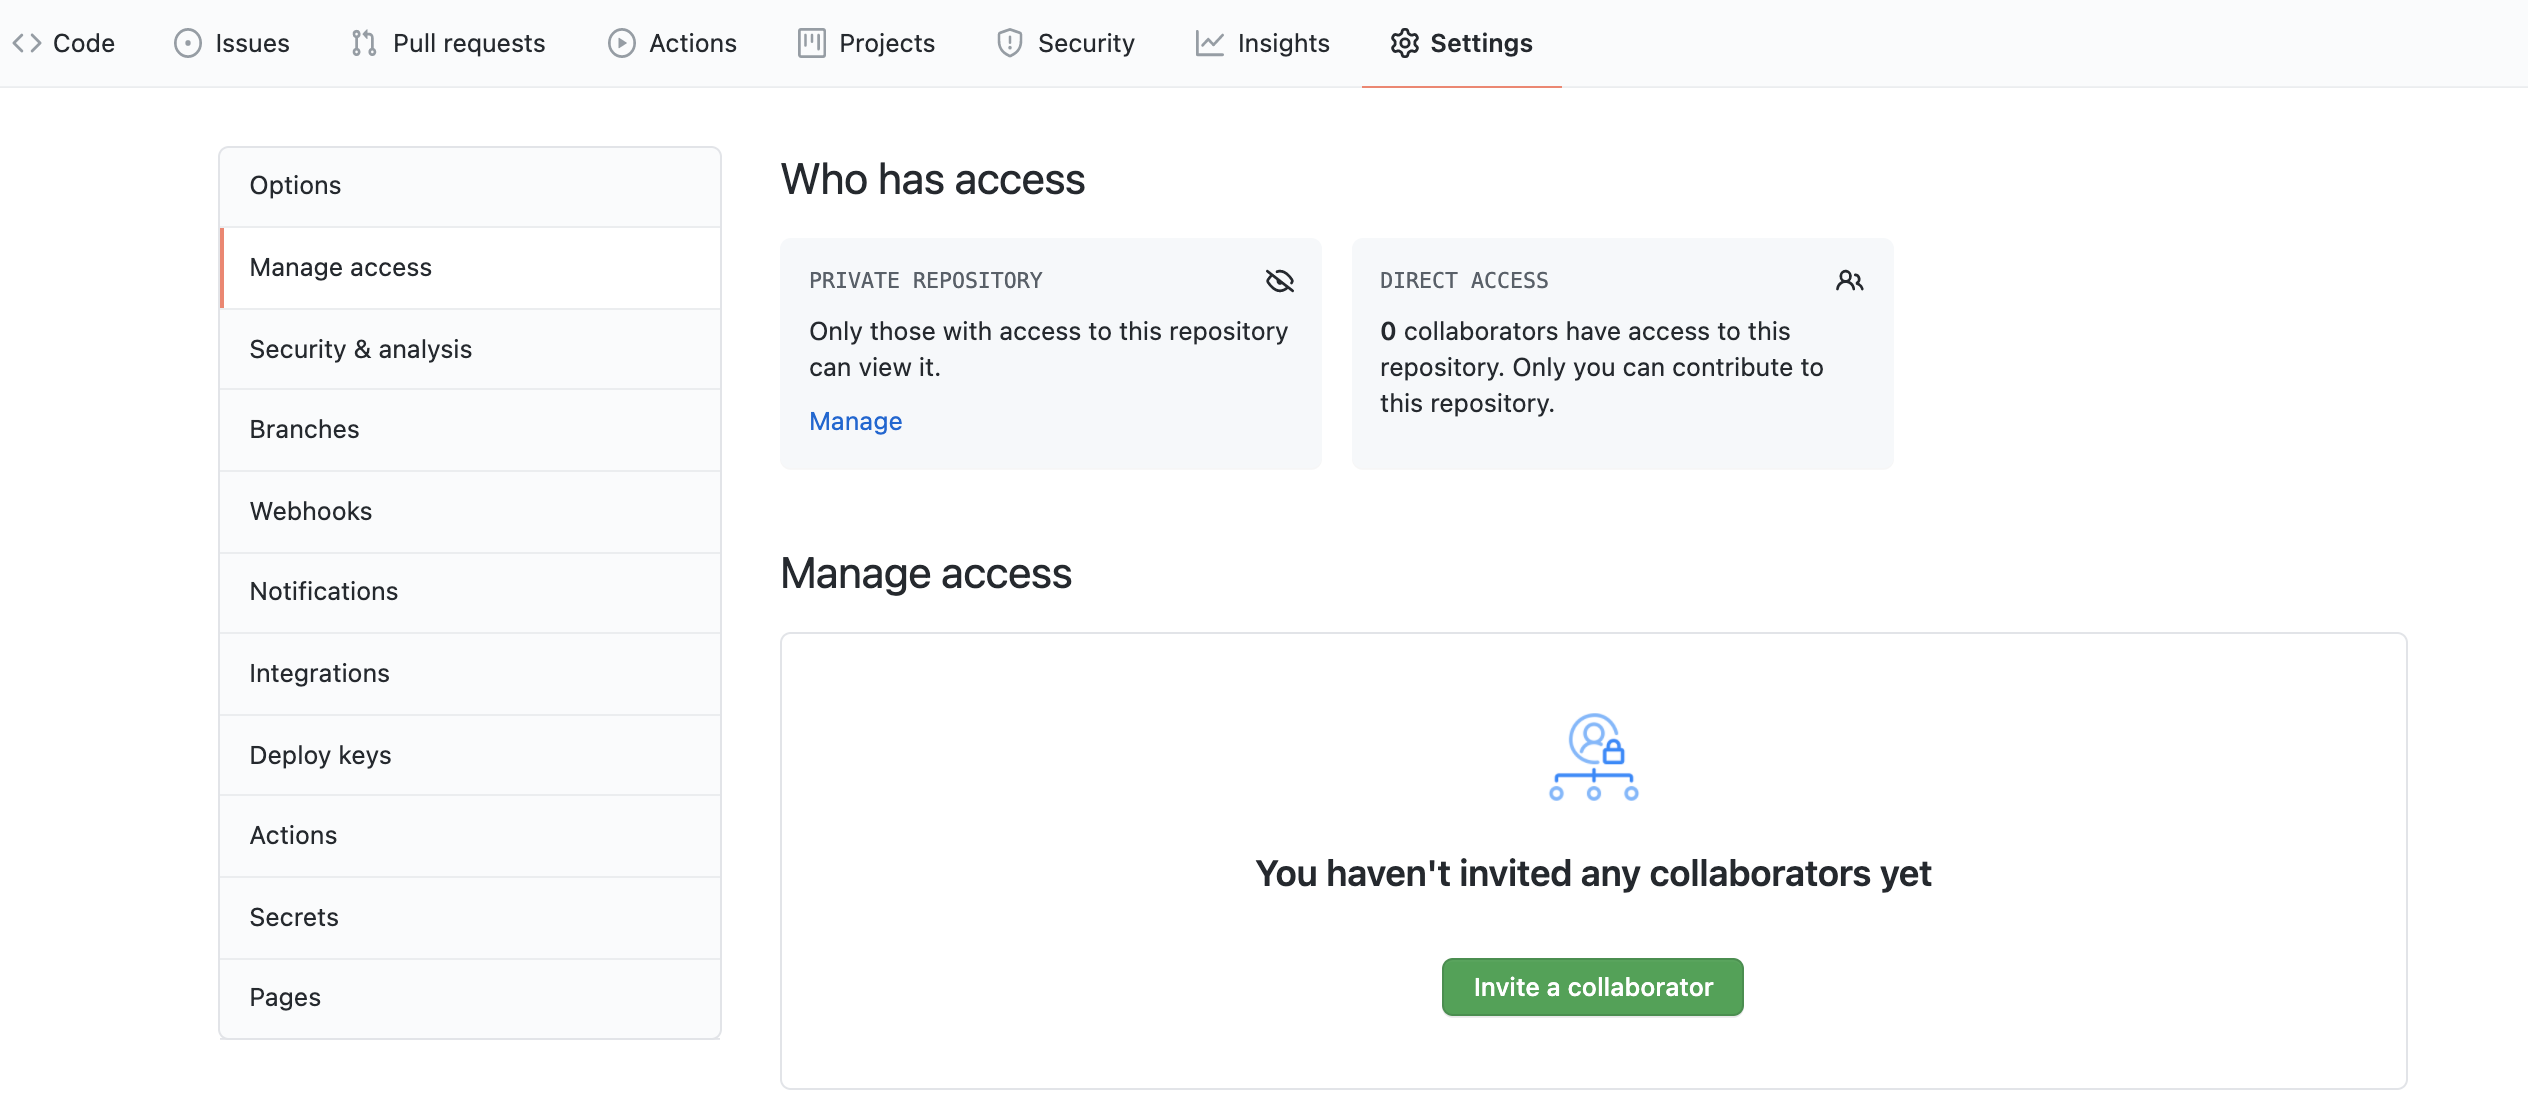 Code Issues Pull requests Actions Projects Security Insights Settings
Options
Manage access
Security & analysis
Branches
Webhooks
Notifications
Integrations
Deploy keys
Actions
Secrets
Pages
Who has access
PRIVATE REPOSITORY
Only those with access to this repository
can view it.
Manage
DIRECT ACCESS
0 collaborators have access to this
repository. Only you can contribute to
this repository.
Manage access
You haven't invited any collaborators yet
Invite a collaborator